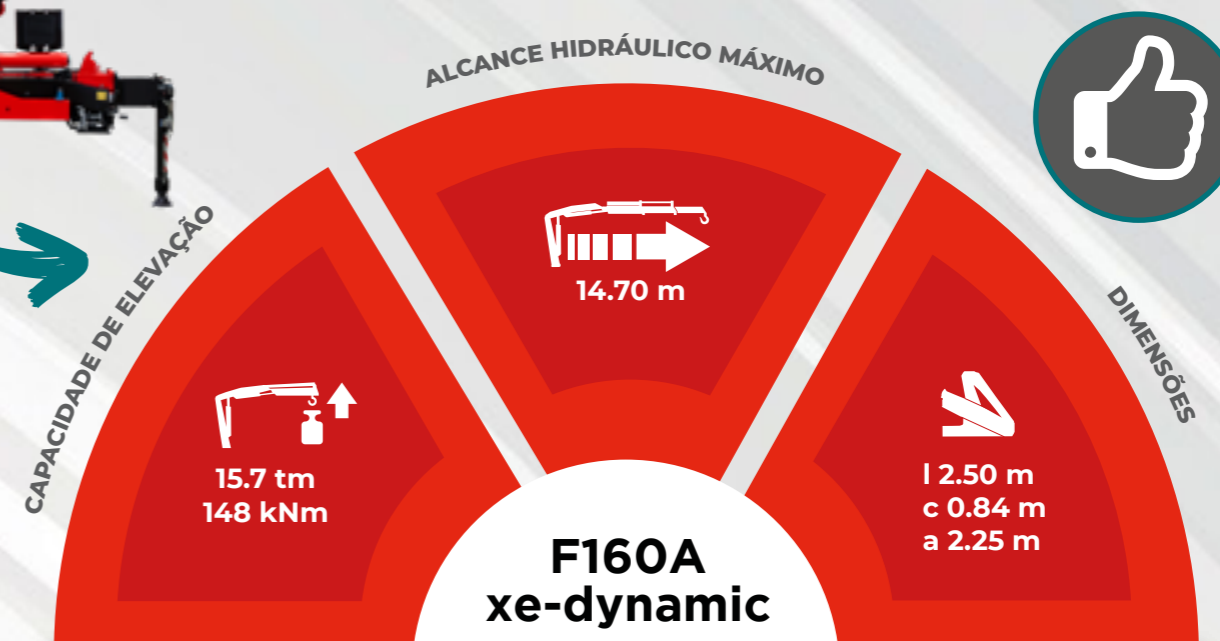 ALCANCE HIDRÁULICO MÁXIMO
14.70 m
CAPACIDADE DE ELEVAÇÃO
15.7 tm
148 kNm
DIMENSÕES
l 2.50 m
c 0.84 m
a 2.25 m
F160A
xe-dynamic